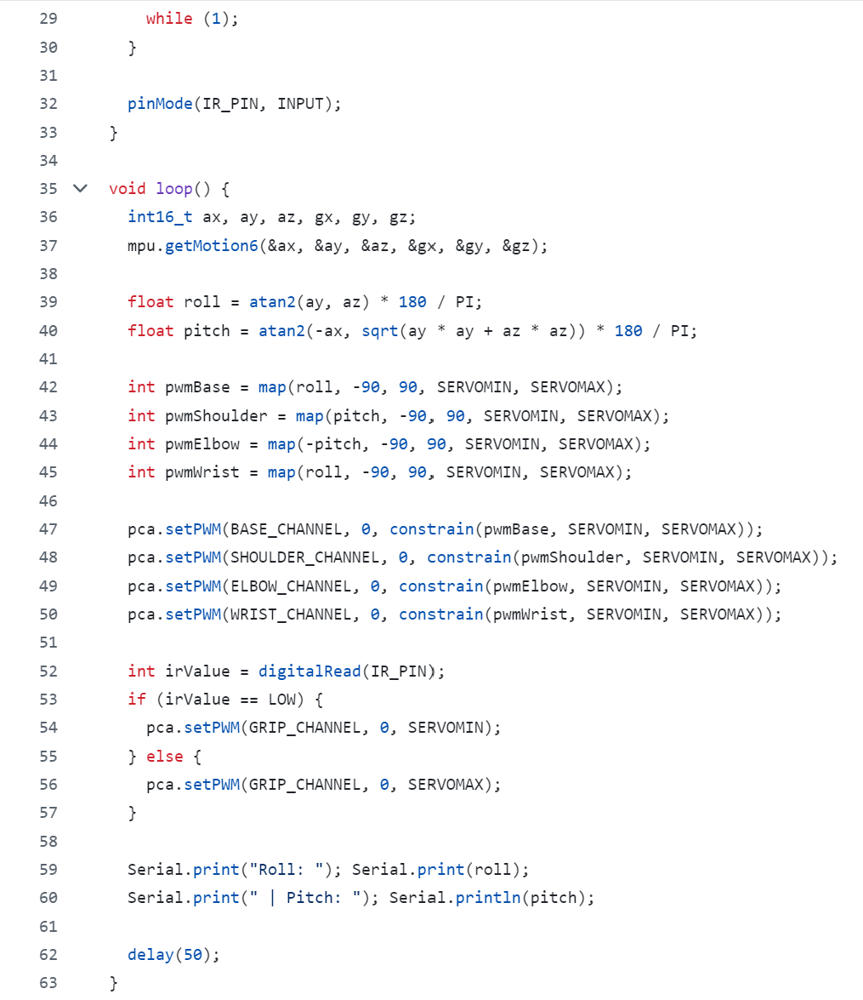 29 while (1);
30 }
31
32 pinMode(IR_PIN, INPUT);
33 }
34
35 void loop() {
36 int16_t ax, ay, az, gx, gy, gz;
37 mpu.getMotion6(&ax, &ay, &az, &gx, &gy, &gz);
38
39 float roll = atan2(ay, az) * 180 / PI;
40 float pitch = atan2(-ax, sqrt(ay * ay + az * az)) * 180 / PI;
41
42 int pwmBase = map(roll, -90, 90, SERVOMIN, SERVOMAX);
43 int pwmShoulder = map(pitch, -90, 90, SERVOMIN, SERVOMAX);
44 int pwmElbow = map(-pitch, -90, 90, SERVOMIN, SERVOMAX);
45 int pwmWrist = map(roll, -90, 90, SERVOMIN, SERVOMAX);
46
47 pca.setPWM(BASE_CHANNEL, 0, constrain(pwmBase, SERVOMIN, SERVOMAX));
48 pca.setPWM(SHOULDER_CHANNEL, 0, constrain(pwmShoulder, SERVOMIN, SERVOMAX));
49 pca.setPWM(ELBOW_CHANNEL, 0, constrain(pwmElbow, SERVOMIN, SERVOMAX));
50 pca.setPWM(WRIST_CHANNEL, 0, constrain(pwmWrist, SERVOMIN, SERVOMAX));
51
52 int irValue = digitalRead(IR_PIN);
53 if (irValue == LOW) {
54 pca.setPWM(GRIP_CHANNEL, 0, SERVOMIN);
55 } else {
56 pca.setPWM(GRIP_CHANNEL, 0, SERVOMAX);
57 }
58
59 Serial.print("Roll: "); Serial.print(roll);
60 Serial.print(" | Pitch: "); Serial.println(pitch);
61
62 delay(50);
63 }